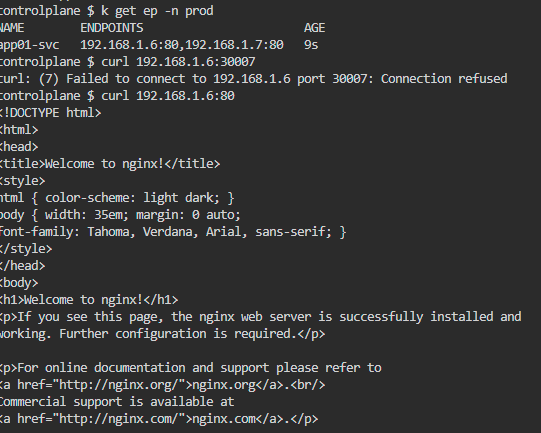 controlplane $ k get ep -n prod
NAME ENDPOINTS AGE
app01-svc 192.168.1.6:80,192.168.1.7:80 9s
controlplane $ curl 192.168.1.6:30007
curl: (7) Failed to connect to 192.168.1.6 port 30007: Connection refused
controlplane $ curl 192.168.1.6:80
<!DOCTYPE html>
<html>
<head>
<title>Welcome to nginx!</title>
<style>
html { color-scheme: light dark; }
body { width: 35em; margin: 0 auto;
font-family: Tahoma, Verdana, Arial, sans-serif; }
</style>
</head>
<body>
<h1>Welcome to nginx!</h1>
<p>If you see this page, the nginx web server is successfully installed and
working. Further configuration is required.</p>
<p>For online documentation and support please refer to
<a href="http://nginx.org/">nginx.org</a>.<br/>
Commercial support is available at
<a href="http://nginx.com/">nginx.com</a>.</p>